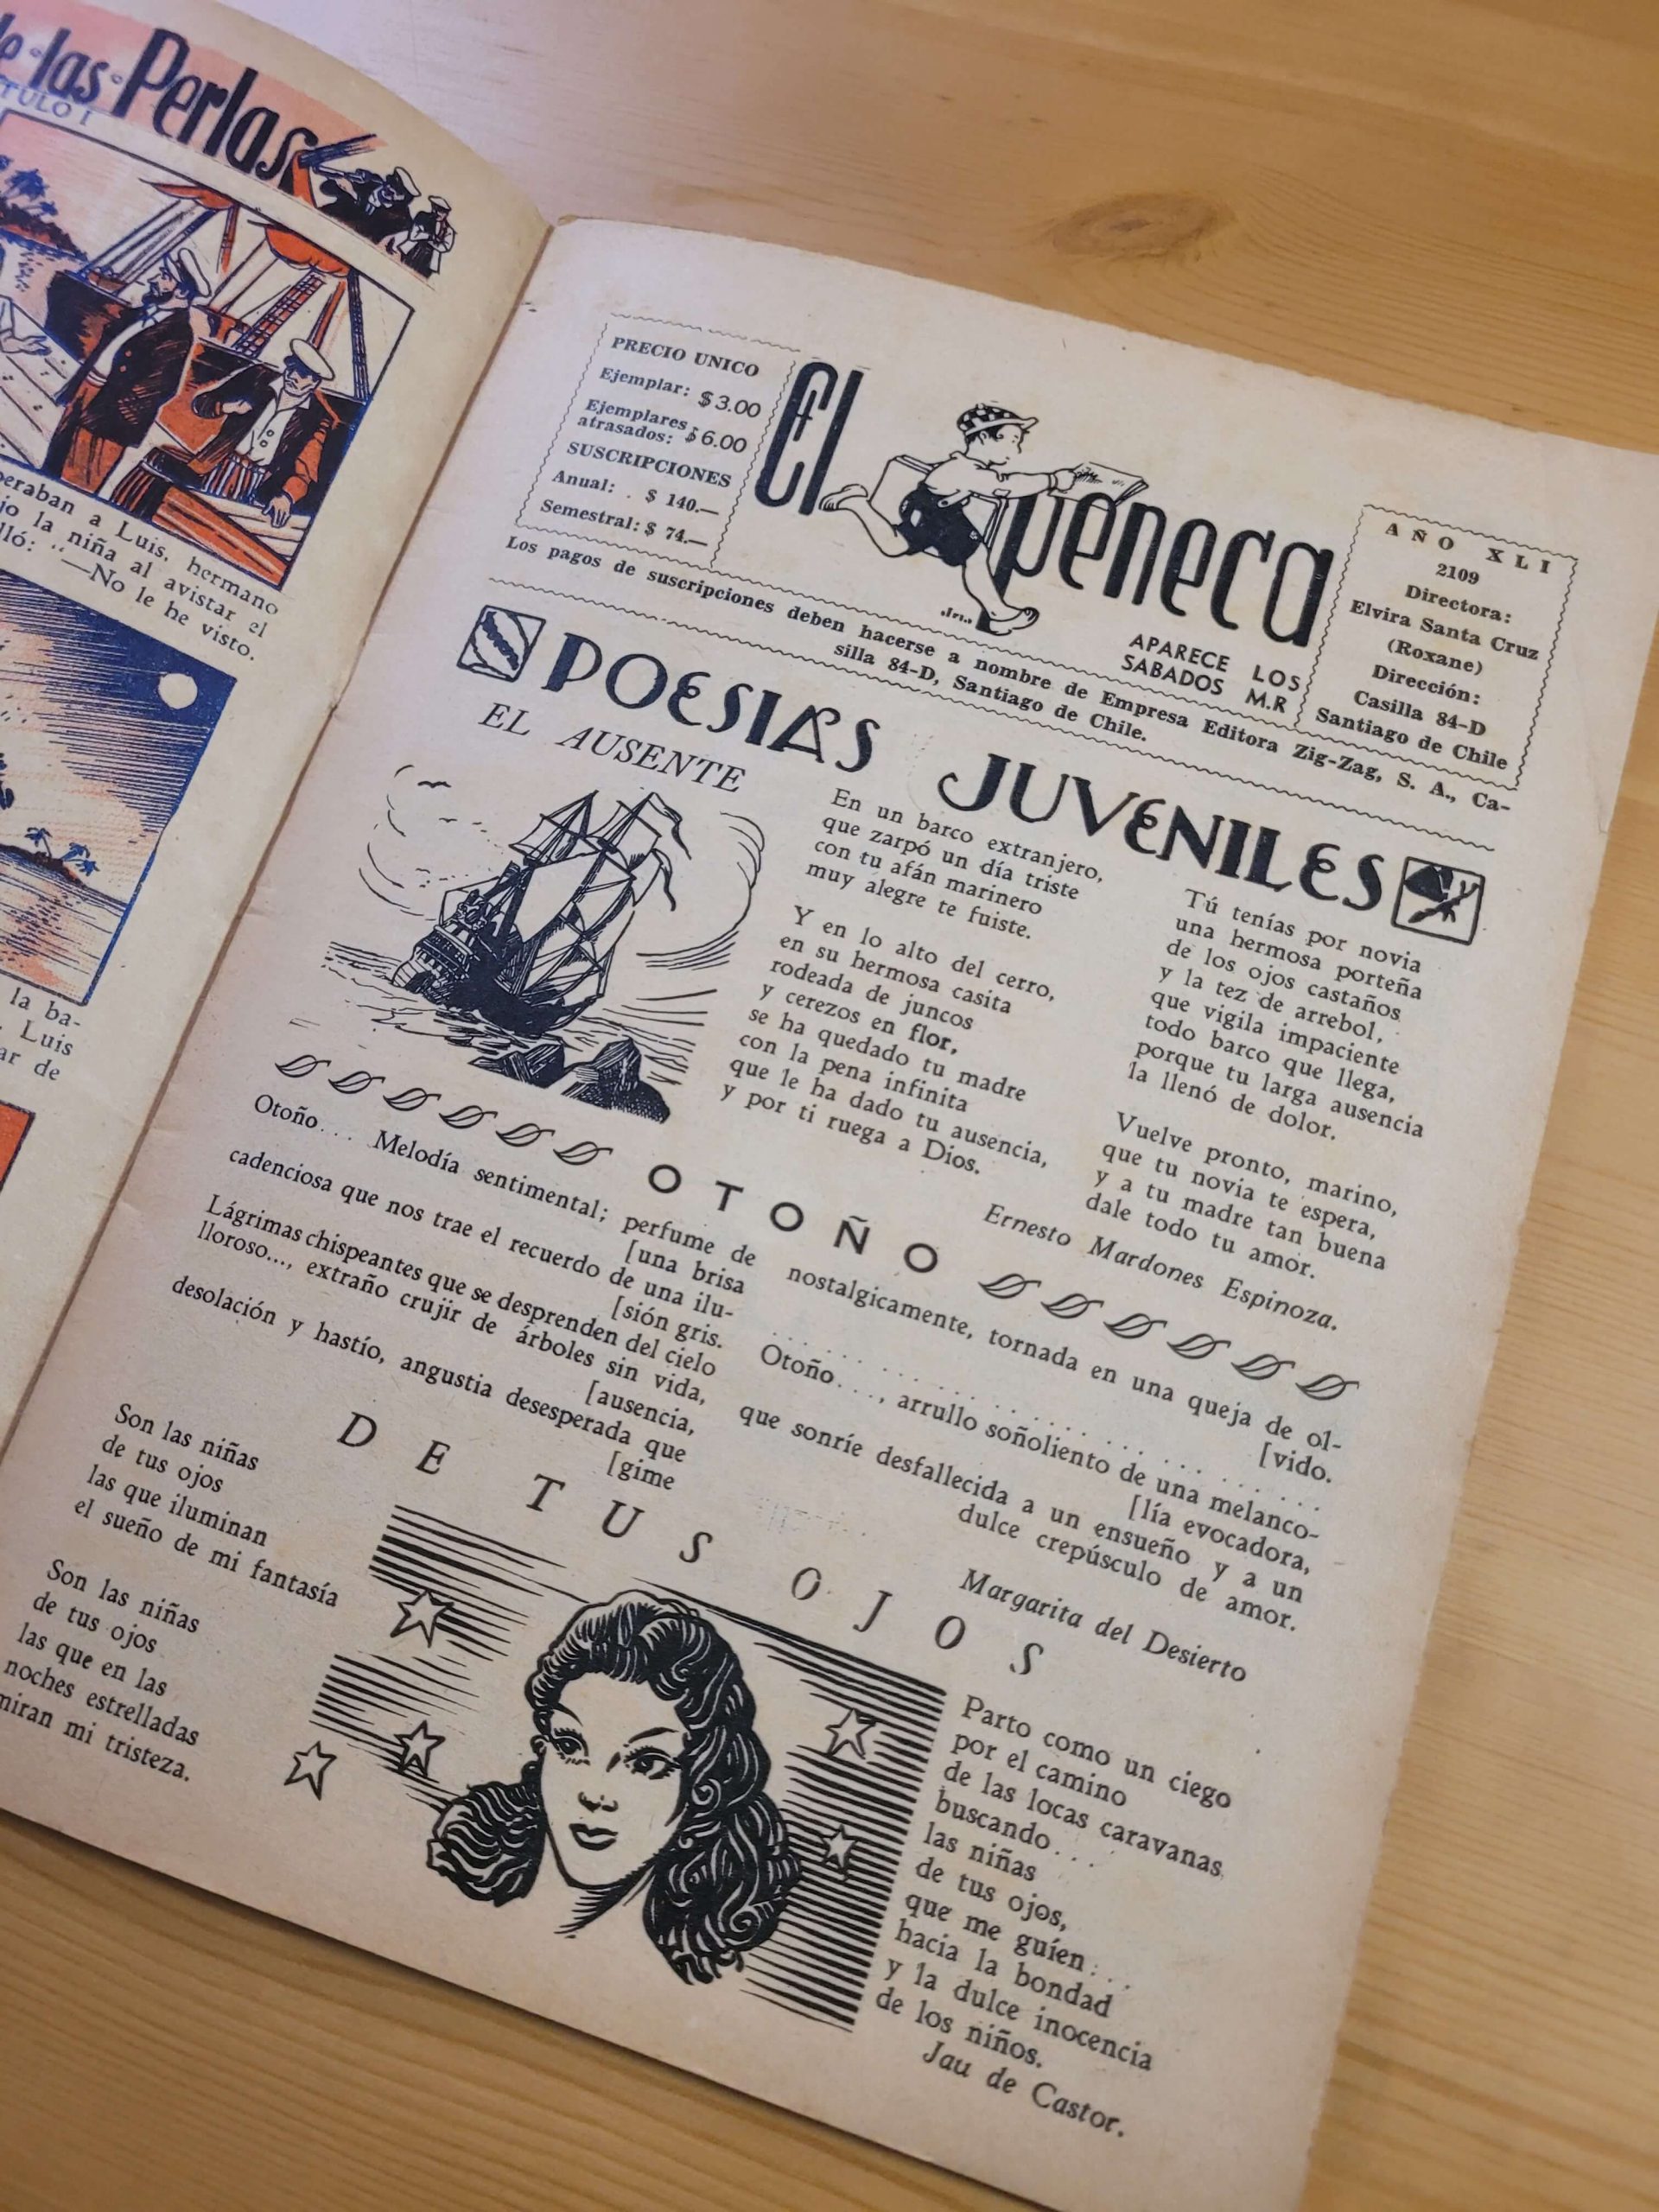 las Perlas
TULO I
peraban a Luis, hermano
jo la niña al avistar el
lló: "
—No le he visto.
la ba-
Luis
ar de
PRECIO UNICO
Ejemplar: $3.00
Ejemplares
atrasados: $6.00
SUSCRIPCIONES
Anual: . $ 140.—
Semestral: $ 74.—
El Peneca
APARECE LOS
SABADOS M.R
AÑO XLI
2109
Directora:
Elvira Santa Cruz
(Roxane)
Dirección:
Casilla 84-D
Santiago de Chile
Los pagos de suscripciones deben hacerse a nombre de Empresa Editora Zig-Zag, S. A., Ca-
silla 84-D, Santiago de Chile.
POESIAS JUVENILES
EL AUSENTE
En un barco extranjero,
que zarpó un día triste
con tu afán marinero
muy alegre te fuiste.
Y en lo alto del cerro,
en su hermosa casita
rodeada de juncos
y cerezos en flor,
se ha quedado tu madre
con la pena infinita
que le ha dado tu ausencia,
y por ti ruega a Dios.
Tú tenías por novia
una hermosa porteña
de los ojos castaños
y la tez de arrebol,
que vigila impaciente
todo barco que llega,
porque tu larga ausencia
la llenó de dolor.
Vuelve pronto, marino,
que tu novia te espera,
y a tu madre tan buena
dale todo tu amor.
Ernesto Mardones Espinoza.
OTOÑO
Otoño... Melodía sentimental; perfume de
[una brisa
cadenciosa que nos trae el recuerdo de una ilu-
[sión gris.
Lágrimas chispeantes que se desprenden del cielo
lloroso..., extraño crujir de árboles sin vida,
[ausencia,
desolación y hastío, angustia desesperada que
[gime
nostalgicamente, tornada en una queja de ol-
[vido.
. . . . . . . . . . . . . . . . . . . . . .
Otoño..., arrullo soñoliento de una melanco-
[lía evocadora,
que sonríe desfallecida a un ensueño y a un
dulce crepúsculo de amor.
Margarita del Desierto
DE TUS OJOS
Son las niñas
de tus ojos
las que iluminan
el sueño de mi fantasía
Son las niñas
de tus ojos
las que en las
noches estrelladas
miran mi tristeza.
Parto como un ciego
por el camino
de las locas caravanas
buscando...
las niñas
de tus ojos,
que me guíen...
hacia la bondad
y la dulce inocencia
de los niños.
Jau de Castor.